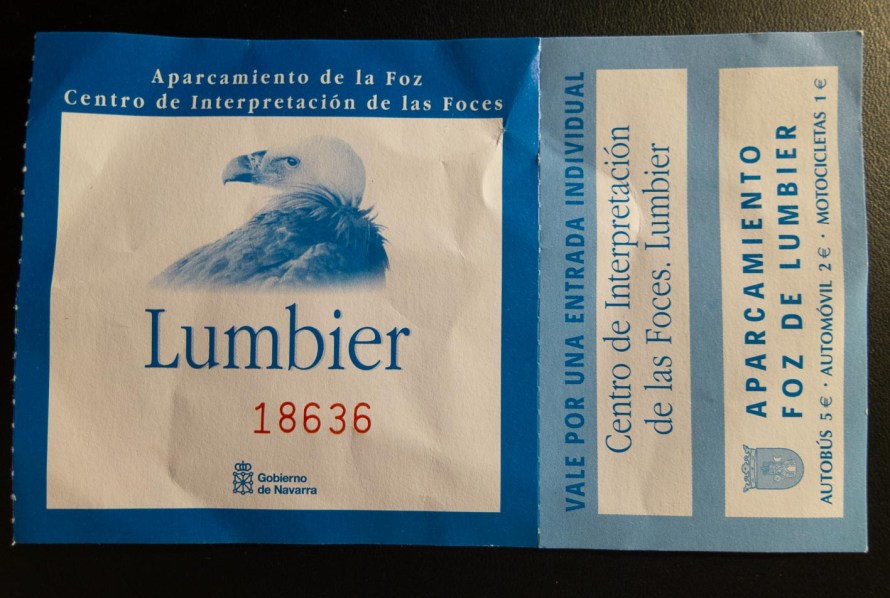 Aparcamiento de la Foz
Centro de Interpretación de las Foces
Lumbier
18636
Gobierno
de Navarra
VALE POR UNA ENTRADA INDIVIDUAL
Centro de Interpretación
de las Foces. Lumbier
APARCAMIENTO
FOZ DE LUMBIER
AUTOBÚS 5 € · AUTOMÓVIL 2 € · MOTOCICLETAS 1 €